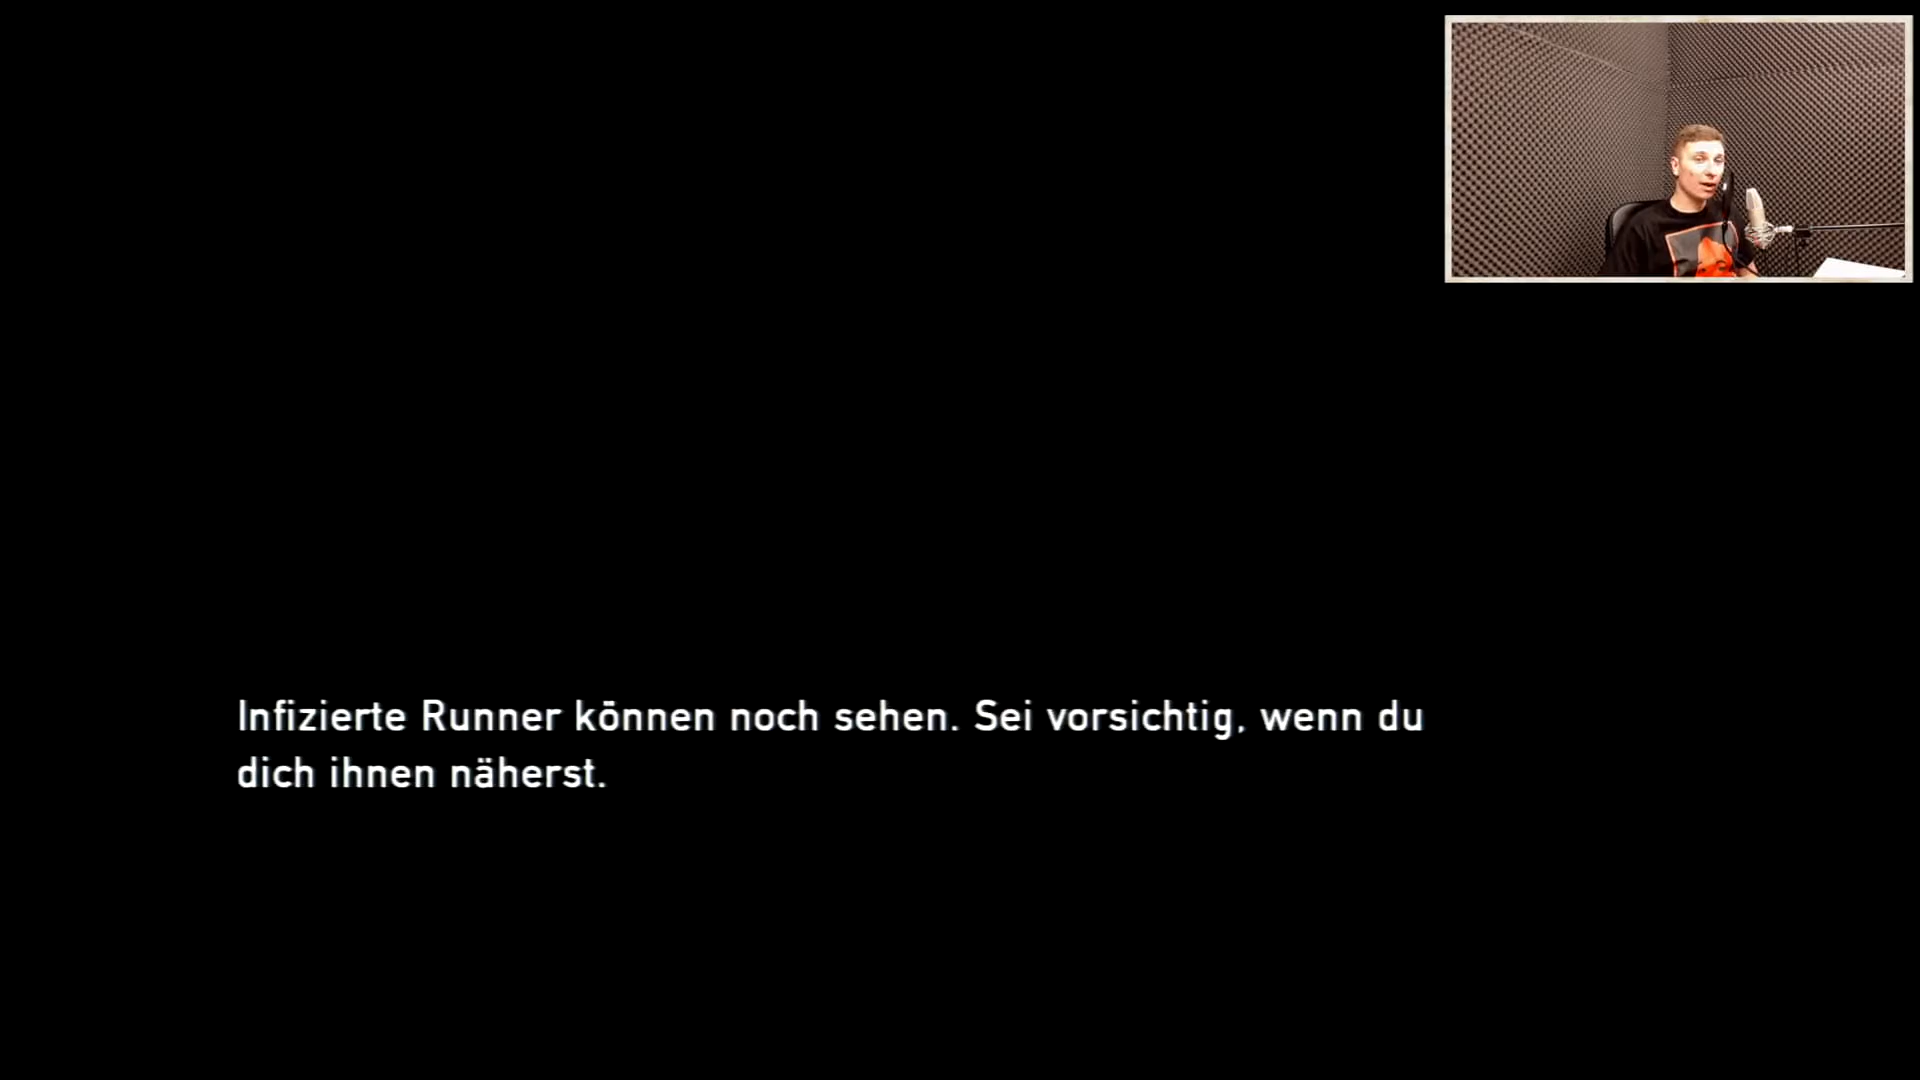 Infizierte Runner können noch sehen. Sei vorsichtig, wenn du
dich ihnen näherst.